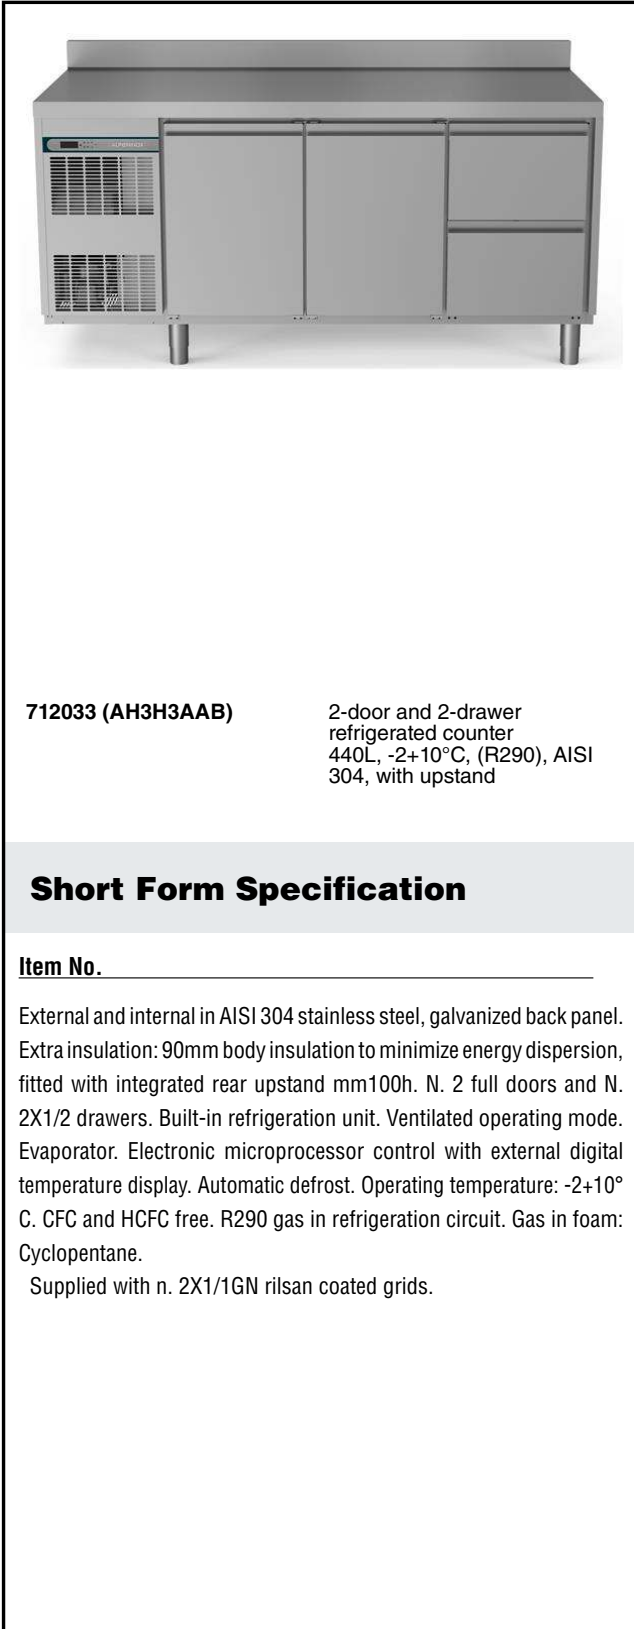 712033 (AH3H3AAB)
2-door and 2-drawer
refrigerated counter
440L, -2+10°C, (R290), AISI
304, with upstand
Short Form Specification
Item No.
External and internal in AISI 304 stainless steel, galvanized back panel.
Extra insulation: 90mm body insulation to minimize energy dispersion,
fitted with integrated rear upstand mm100h. N. 2 full doors and N.
2X1/2 drawers. Built-in refrigeration unit. Ventilated operating mode.
Evaporator. Electronic microprocessor control with external digital
temperature display. Automatic defrost. Operating temperature: -2+10°
C. CFC and HCFC free. R290 gas in refrigeration circuit. Gas in foam:
Cyclopentane.
Supplied with n. 2X1/1GN rilsan coated grids.